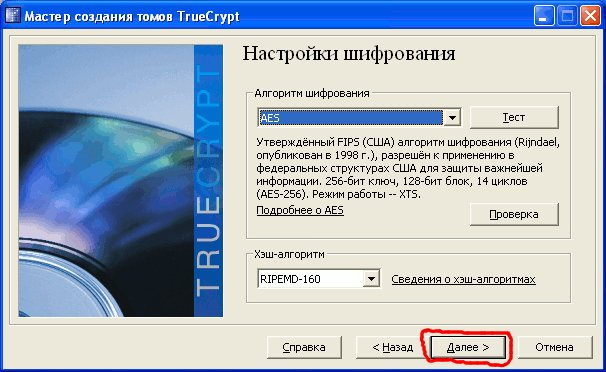 Мастер создания томов TrueCrypt
Настройки шифрования
Алгоритм шифрования
AES
Тест
Утверждённый FIPS (США) алгоритм шифрования (Rijndael,
опубликован в 1998 г.), разрешён к применению в
федеральных структурах США для защиты важнейшей
информации. 256-бит ключ, 128-бит блок, 14 циклов
(AES-256). Режим работы -- XTS.
Подробнее о AES
Проверка
Хэш-алгоритм
RIPEMD-160
Сведения о хэш-алгоритмах
TRUECRYPT
Справка
< Назад
Далее >
Отмена